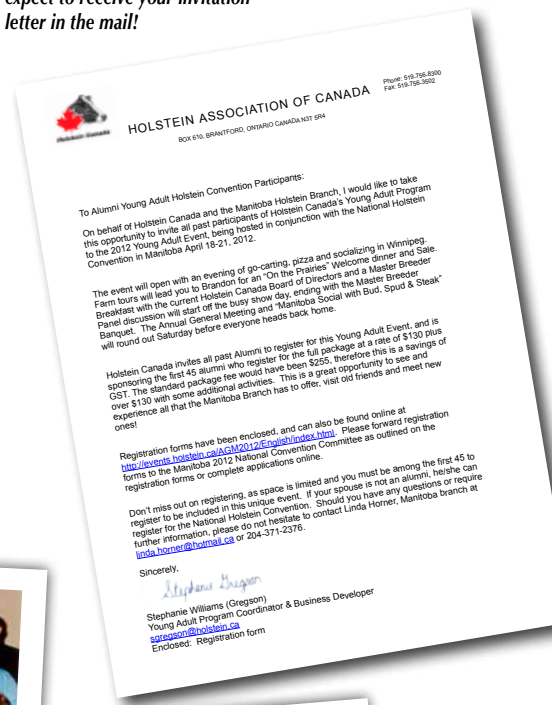 expect to receive your invitation
letter in the mail!
Holstein Canada
HOLSTEIN ASSOCIATION OF CANADA
BOX 610, BRANTFORD, ONTARIO CANADA N3T 5R4
Phone: 519-756-8300
Fax: 519-756-3502
To Alumni Young Adult Holstein Convention Participants:
On behalf of Holstein Canada and the Manitoba Holstein Branch, I would like to take
this opportunity to invite all past participants of Holstein Canada's Young Adult Program
to the 2012 Young Adult Event, being hosted in conjunction with the National Holstein
Convention in Manitoba April 18-21, 2012.
The event will open with an evening of go-carting, pizza and socializing in Winnipeg.
Farm tours will lead you to Brandon for an "On the Prairies" Welcome dinner and Sale.
Breakfast with the current Holstein Canada Board of Directors and a Master Breeder
Panel discussion will start off the busy show day, ending with the Master Breeder
Banquet. The Annual General Meeting and "Manitoba Social with Bud, Spud & Steak"
will round out Saturday before everyone heads back home.
Holstein Canada invites all past Alumni to register for this Young Adult Event, and is
sponsoring the first 45 alumni who register for the full package at a rate of $130 plus
GST. The standard package fee would have been $255, therefore this is a savings of
over $130 with some additional activities. This is a great opportunity to see and
experience all that the Manitoba Branch has to offer, visit old friends and meet new
ones!
Registration forms have been enclosed, and can also be found online at
http://events.holstein.ca/AGM2012/English/index.html. Please forward registration
forms to the Manitoba 2012 National Convention Committee as outlined on the
registration forms or complete applications online.
Don't miss out on registering, as space is limited and you must be among the first 45 to
register to be included in this unique event. If your spouse is not an alumni, he/she can
register for the National Holstein Convention. Should you have any questions or require
further information, please do not hesitate to contact Linda Horner, Manitoba branch at
linda.horner@hotmail.ca or 204-371-2376.
Sincerely,
Stephanie Gregson
Stephanie Williams (Gregson)
Young Adult Program Coordinator & Business Developer
sgregson@holstein.ca
Enclosed: Registration form